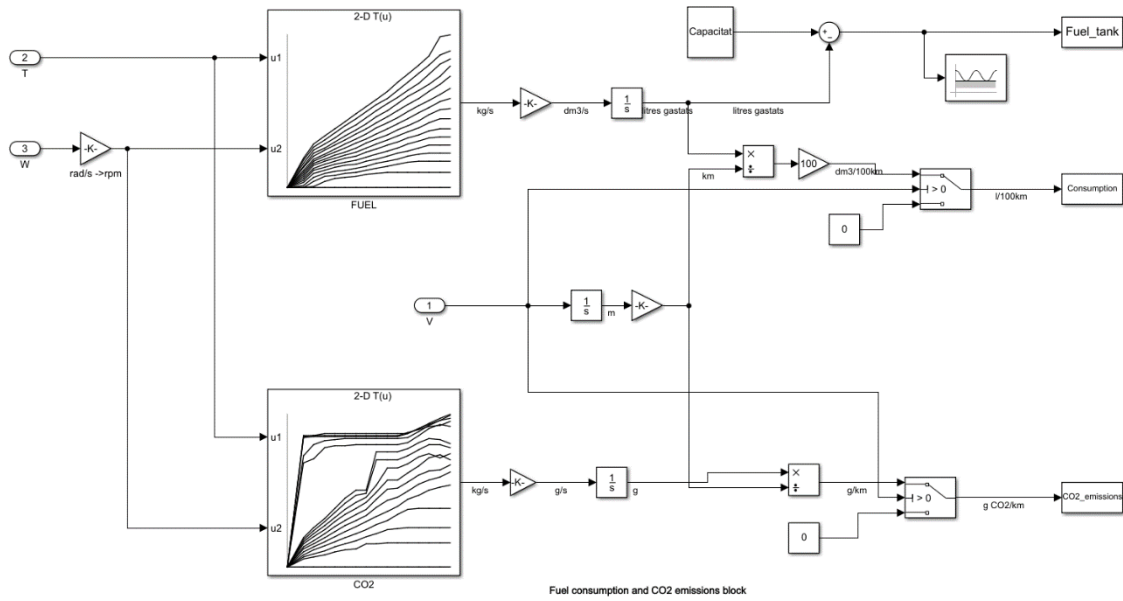 2-D T(u)
2
T
u1
3
W
-K-
rad/s ->rpm
u2
FUEL
kg/s
-K-
dm3/s
1
s
litres gastats
litres gastats
Capacitat
+
-
Fuel_tank
×
÷
km
100
dm3/100km
> 0
0
l/100km
Consumption
1
V
1
s
m
-K-
2-D T(u)
u1
u2
CO2
kg/s
-K-
g/s
1
s
g
×
÷
g/km
> 0
0
g CO2/km
CO2_emissions
Fuel consumption and CO2 emissions block